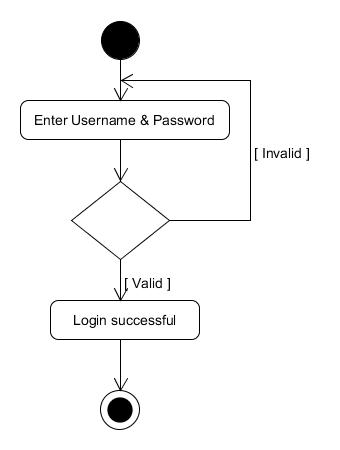 Enter Username & Password
[ Invalid ]
[ Valid ]
Login successful